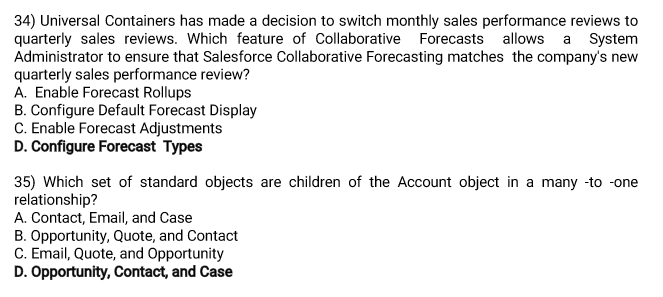 34) Universal Containers has made a decision to switch monthly sales performance reviews to
quarterly sales reviews. Which feature of Collaborative Forecasts allows a System
Administrator to ensure that Salesforce Collaborative Forecasting matches the company's new
quarterly sales performance review?
A. Enable Forecast Rollups
B. Configure Default Forecast Display
C. Enable Forecast Adjustments
D. Configure Forecast Types
35) Which set of standard objects are children of the Account object in a many -to -one
relationship?
A. Contact, Email, and Case
B. Opportunity, Quote, and Contact
C. Email, Quote, and Opportunity
D. Opportunity, Contact, and Case